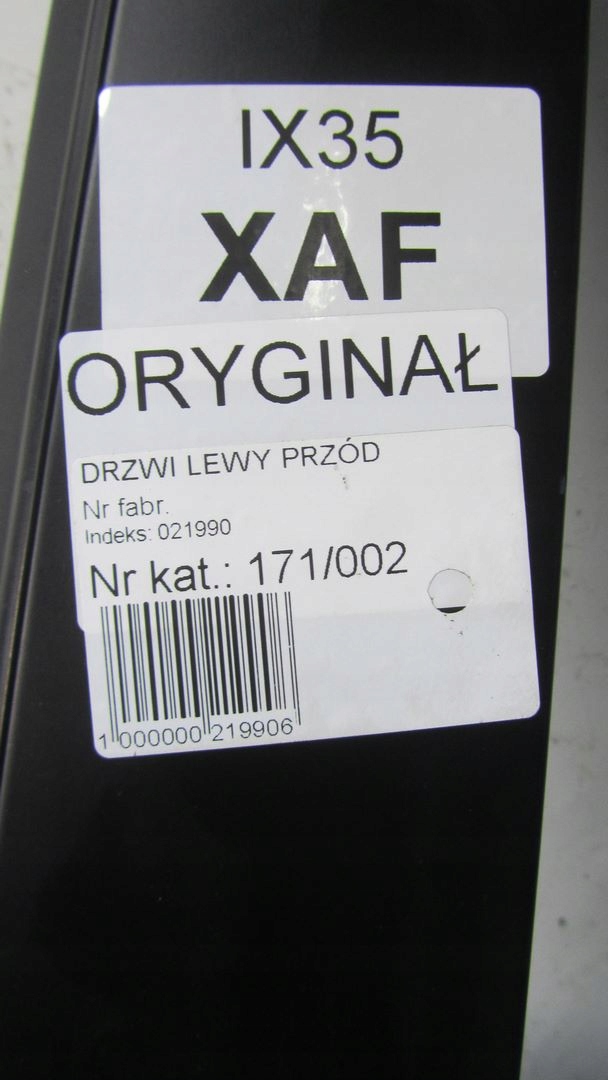 IX35
XAF
ORYGINAŁ
DRZWI LEWY PRZÓD
Nr fabr.
Indeks: 021990
Nr kat.: 171/002
1 000000 219906